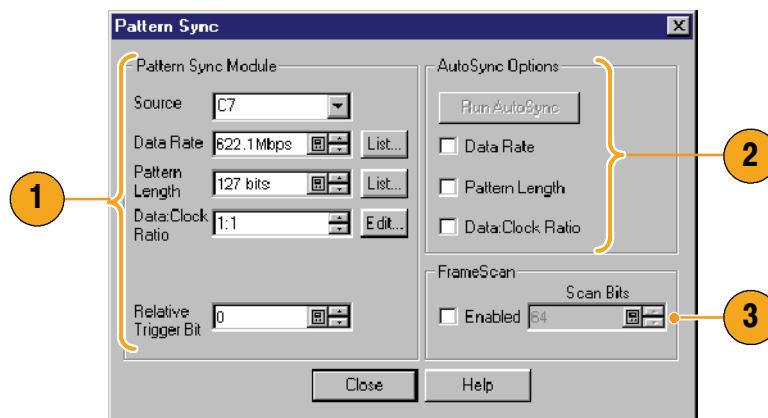 Pattern Sync
Pattern Sync Module
Source
C7
Data Rate
622.1Mbps
List...
Pattern
Length
127 bits
List...
Data:Clock
Ratio
1:1
Edit...
Relative
Trigger Bit
0
AutoSync Options
Run AutoSync
Data Rate
Pattern Length
Data:Clock Ratio
FrameScan
Scan Bits
Enabled
64
Close
Help
1
2
3